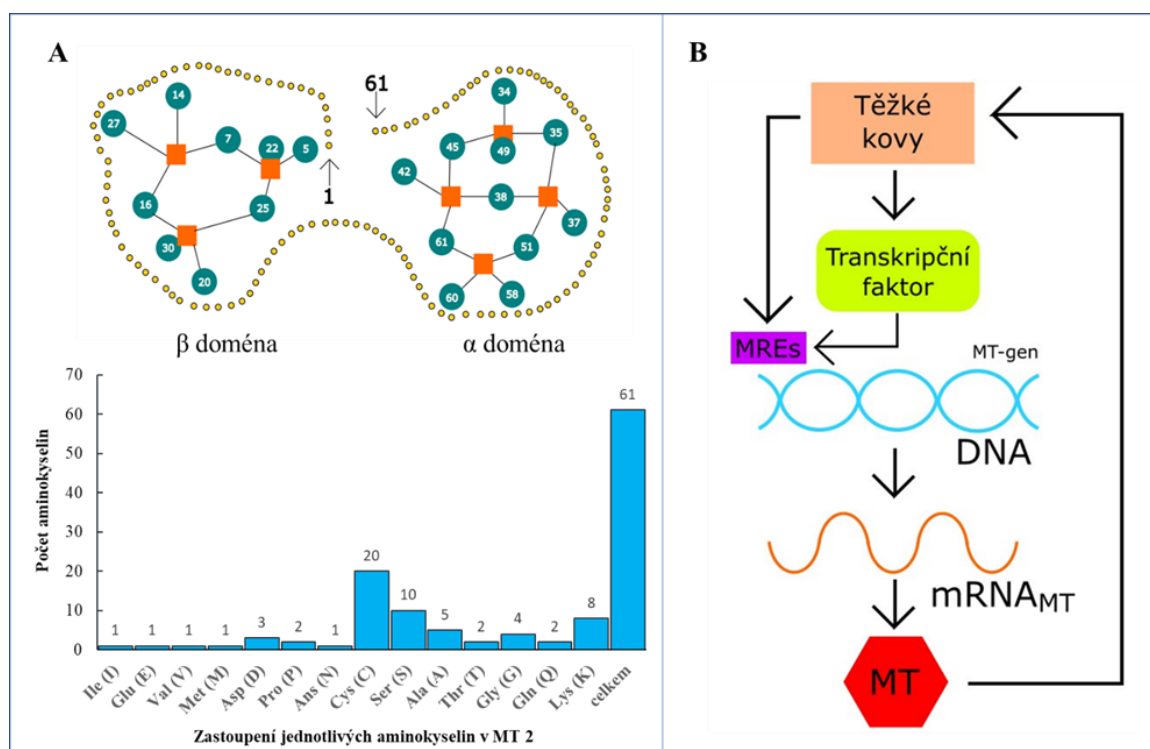 A
61
14
27
7
22
5
1
16
25
30
20
34
35
45
49
42
38
37
61
51
60
58
β doména
α doména
70
60
50
40
30
20
10
0
Počet aminokyselin
1
1
1
1
3
2
1
20
10
5
2
4
2
8
61
Ile (I)
Glu (E)
Val (V)
Met (M)
Asp (D)
Pro (P)
Ans (N)
Cys (C)
Ser (S)
Ala (A)
Thr (T)
Gly (G)
Gln (Q)
Lys (K)
celkem
Zastoupení jednotlivých aminokyselin v MT 2
B
Těžké
kovy
Transkripční
faktor
MREs
MT-gen
DNA
mRNAMT
MT